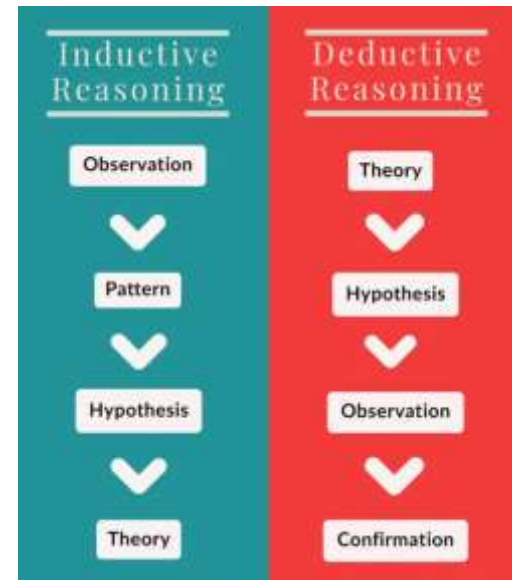 Inductive
Reasoning
Observation
Pattern
Hypothesis
Theory
Deductive
Reasoning
Theory
Hypothesis
Observation
Confirmation